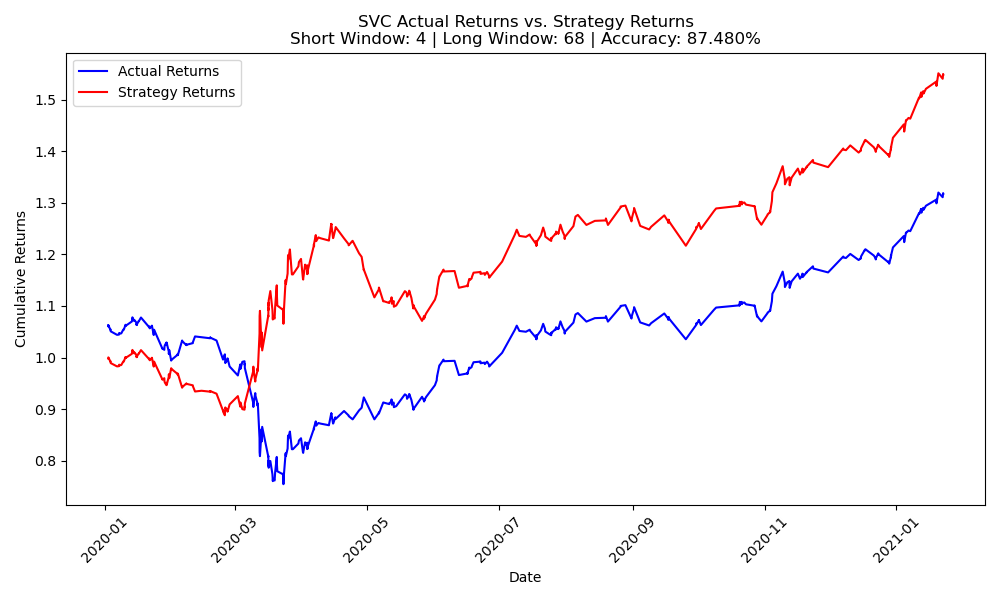 SVC Actual Returns vs. Strategy Returns
Short Window: 4 | Long Window: 68 | Accuracy: 87.480%
Actual Returns
Strategy Returns
Cumulative Returns
1.5
1.4
1.3
1.2
1.1
1.0
0.9
0.8
2020-01
2020-03
2020-05
2020-07
2020-09
2020-11
2021-01
Date